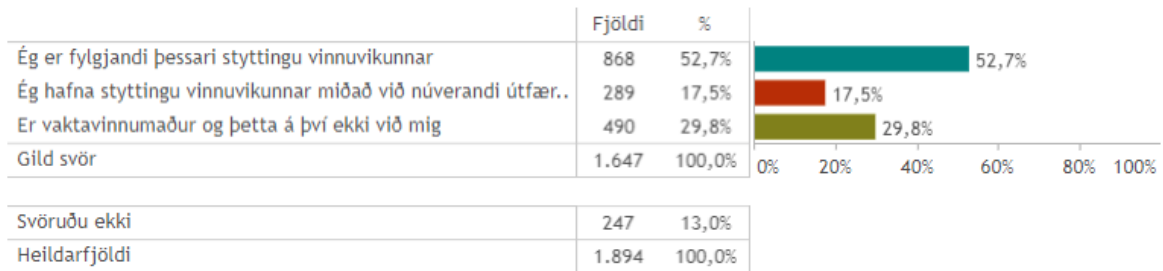 Fjöldi %
Ég er fylgjandi þessari styttingu vinnuvikunnar 868 52,7% 52,7%
Ég hafna styttingu vinnuvikunnar miðað við núverandi útfær.. 289 17,5% 17,5%
Er vaktavinnumaður og þetta á því ekki við mig 490 29,8% 29,8%
Gild svör 1.647 100,0%
0% 20% 40% 60% 80% 100%
Svöruðu ekki 247 13,0%
Heildarfjöldi 1.894 100,0%